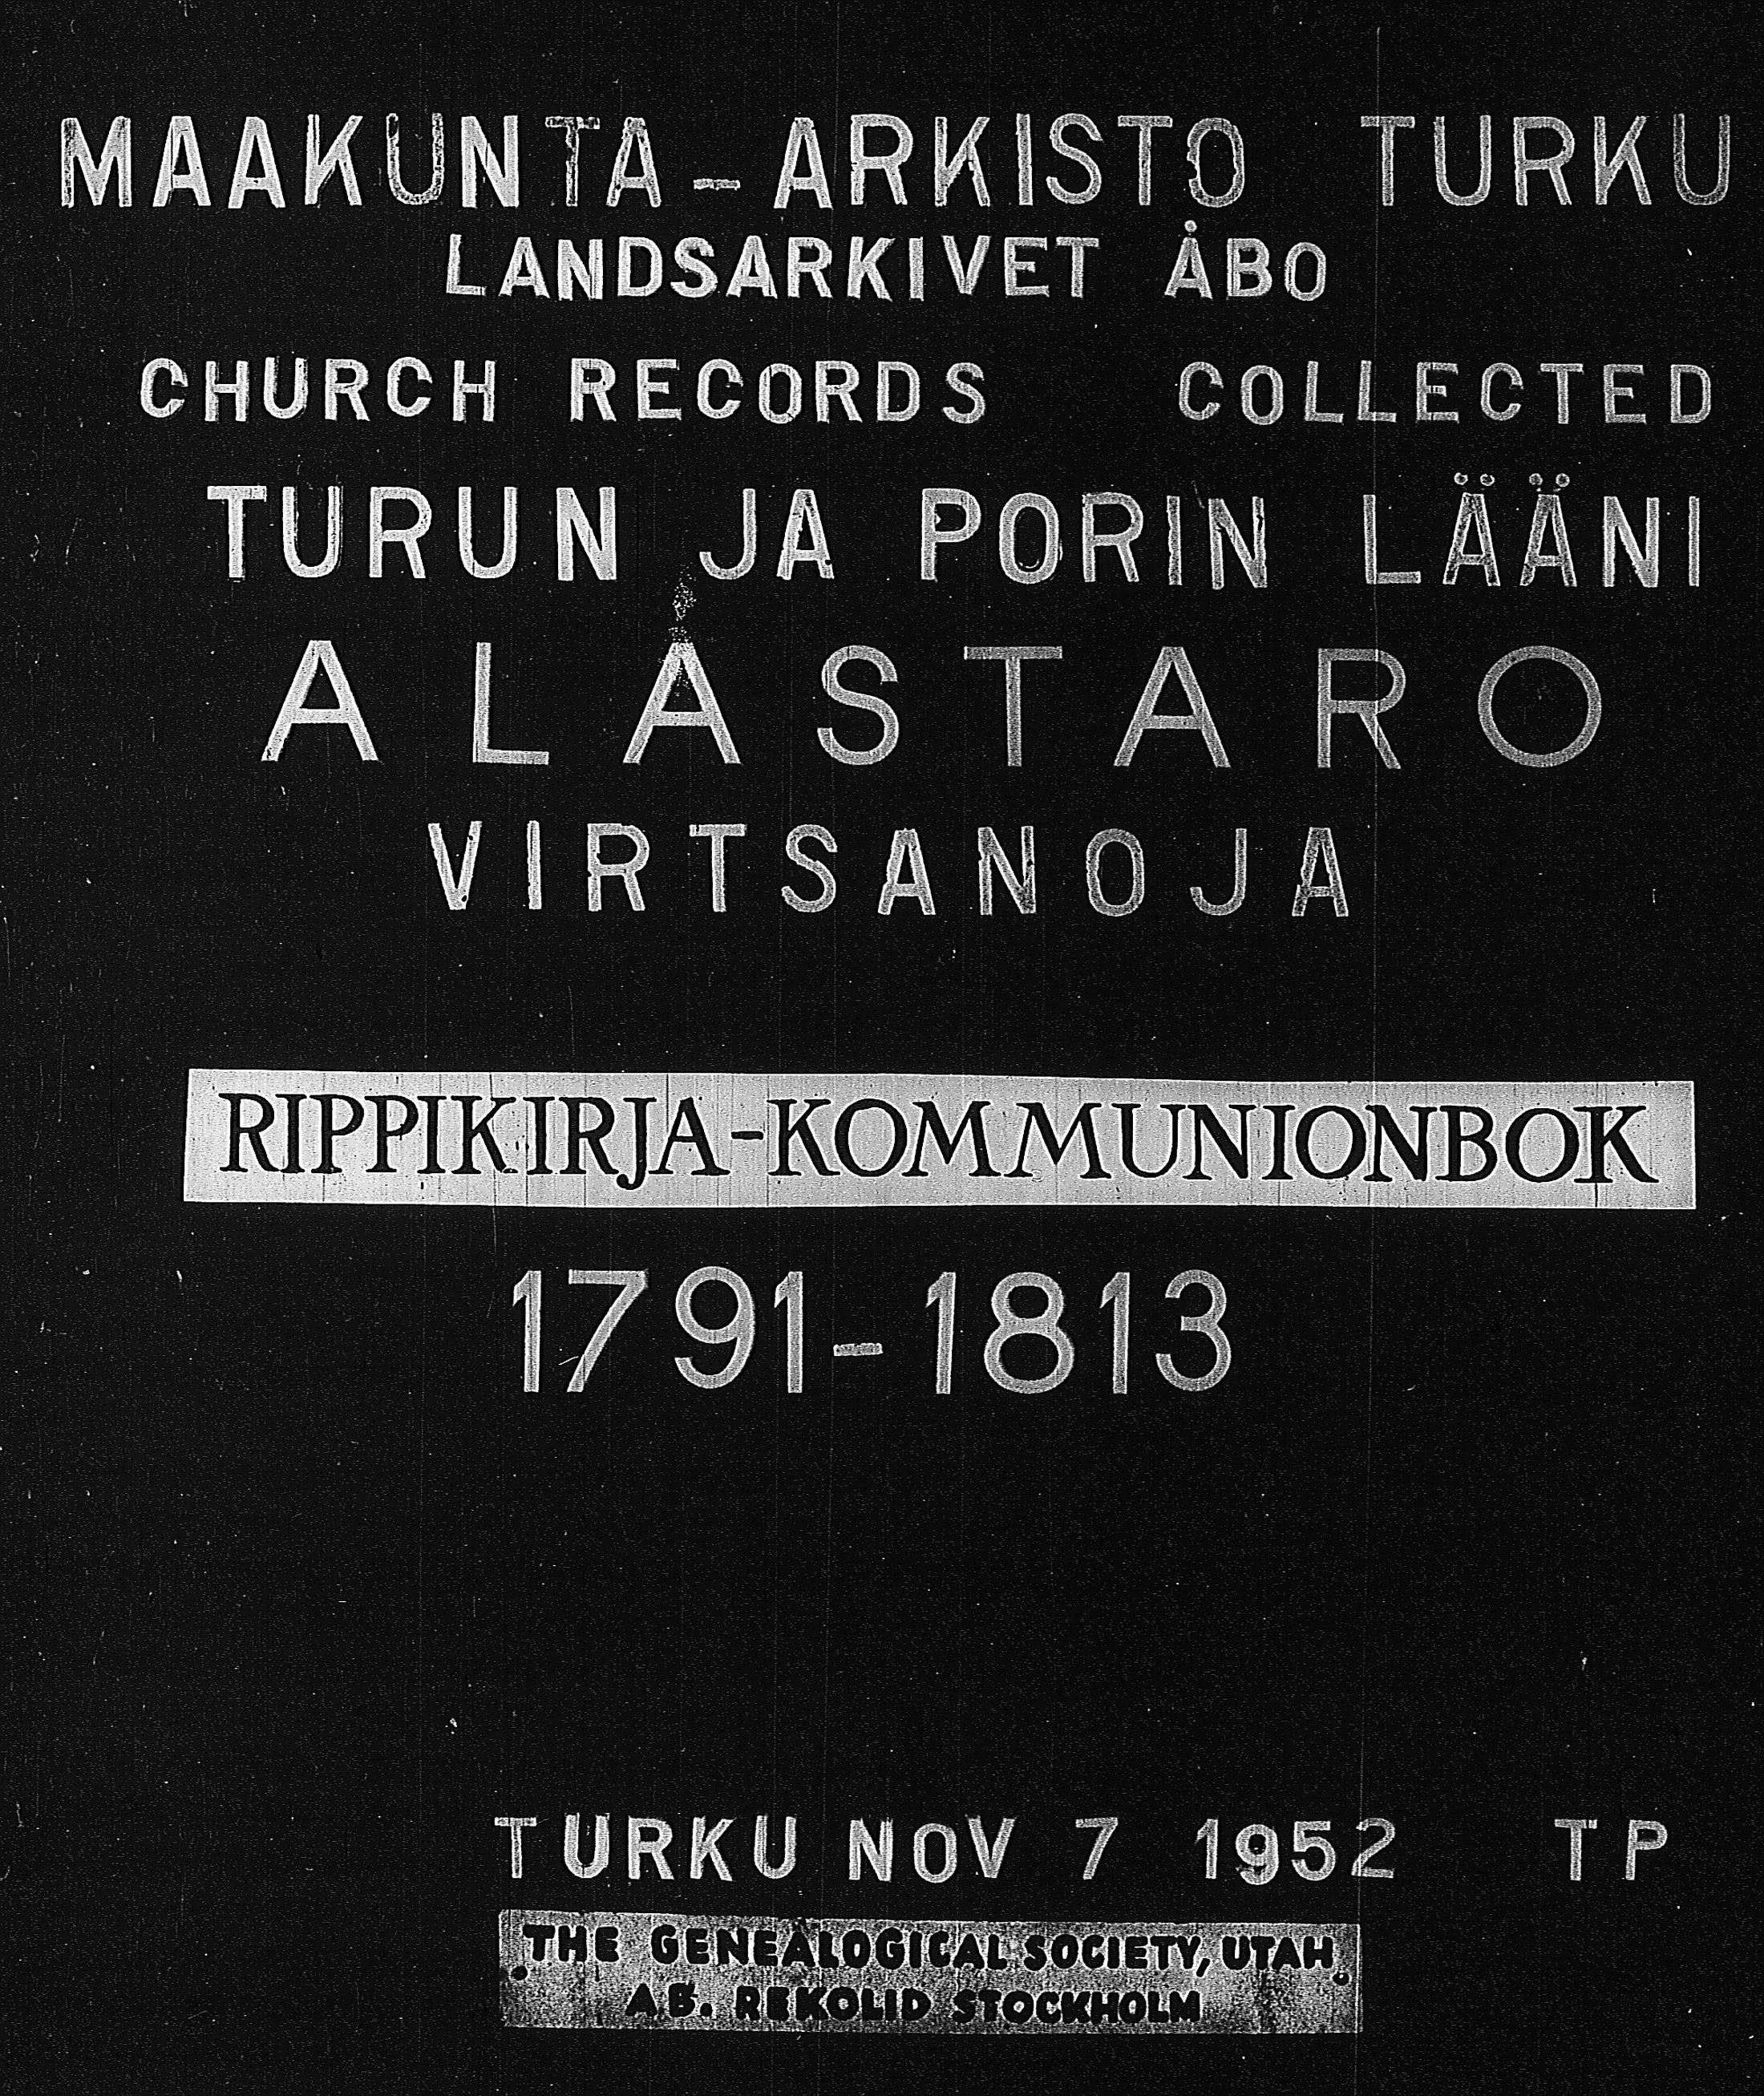 MAAKUNTA-ARKISTO TURKU
LANDSARKIVET ÅBO
CHURCH RECORDS COLLECTED
TURUN JA PORIN LÄÄNI
ALASTARO
VIRTSANOJA
RIPPIKIRJA-KOMMUNIONBOK
1791-1813
TURKU NOV 7 1952 TP
THE GENEALOGICAL SOCIETY, UTAH
A.B. REKOLID STOCKHOLM